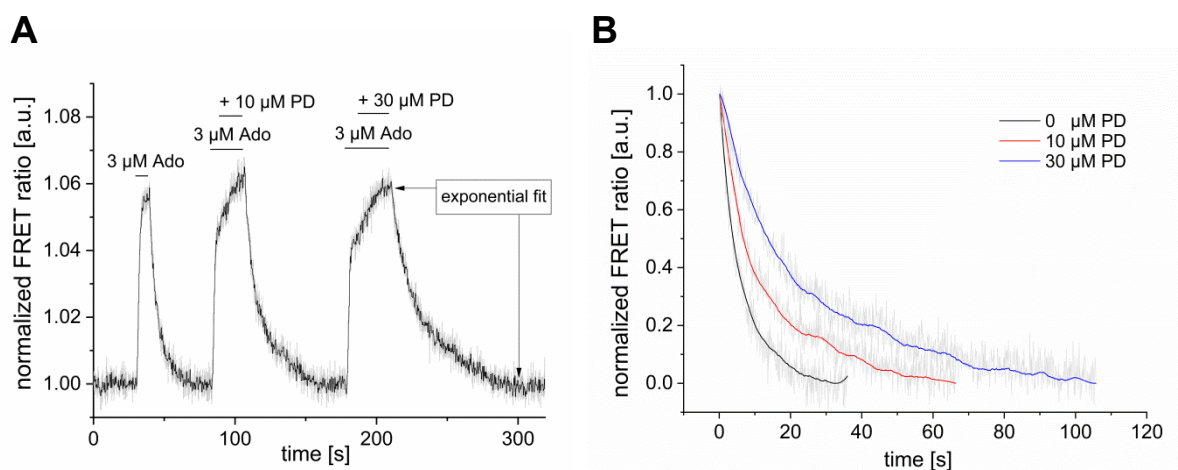 A
normalized FRET ratio [a.u.]
1.08
1.06
1.04
1.02
1.00
+ 10 µM PD
+ 30 µM PD
3 µM Ado
3 µM Ado
3 µM Ado
exponential fit
0
100
200
300
time [s]
B
normalized FRET ratio [a.u.]
1.0
0.8
0.6
0.4
0.2
0.0
0 µM PD
10 µM PD
30 µM PD
0
20
40
60
80
100
120
time [s]